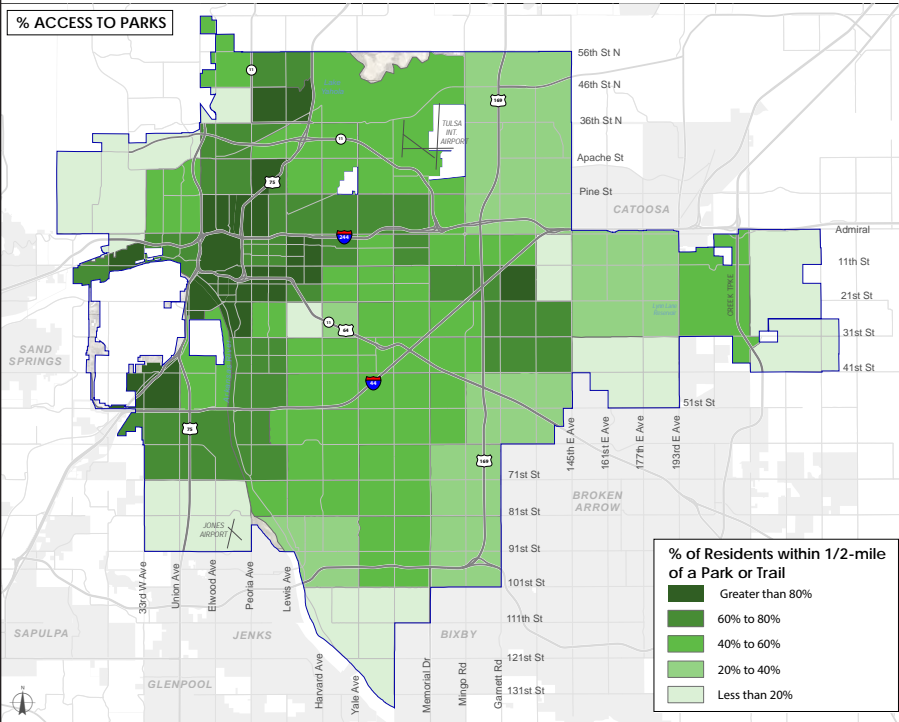 % ACCESS TO PARKS
56th St N
46th St N
36th St N
Apache St
Pine St
CATOOSA
Admiral
11th St
21st St
31st St
41st St
51st St
11
169
TULSA
INT.
AIRPORT
11
75
244
CREEK TPKE
11
64
44
SAND
SPRINGS
75
169
145th E Ave
161st E Ave
177th E Ave
193rd E Ave
71st St
81st St
91st St
101st St
111th St
121st St
131st St
BROKEN
ARROW
JONES
AIRPORT
33rd W Ave
Union Ave
Elwood Ave
Peoria Ave
Lewis Ave
Harvard Ave
Yale Ave
Memorial Dr
Mingo Rd
Garnett Rd
SAPULPA
JENKS
BIXBY
GLENPOOL
N
% of Residents within 1/2-mile
of a Park or Trail
Greater than 80%
60% to 80%
40% to 60%
20% to 40%
Less than 20%